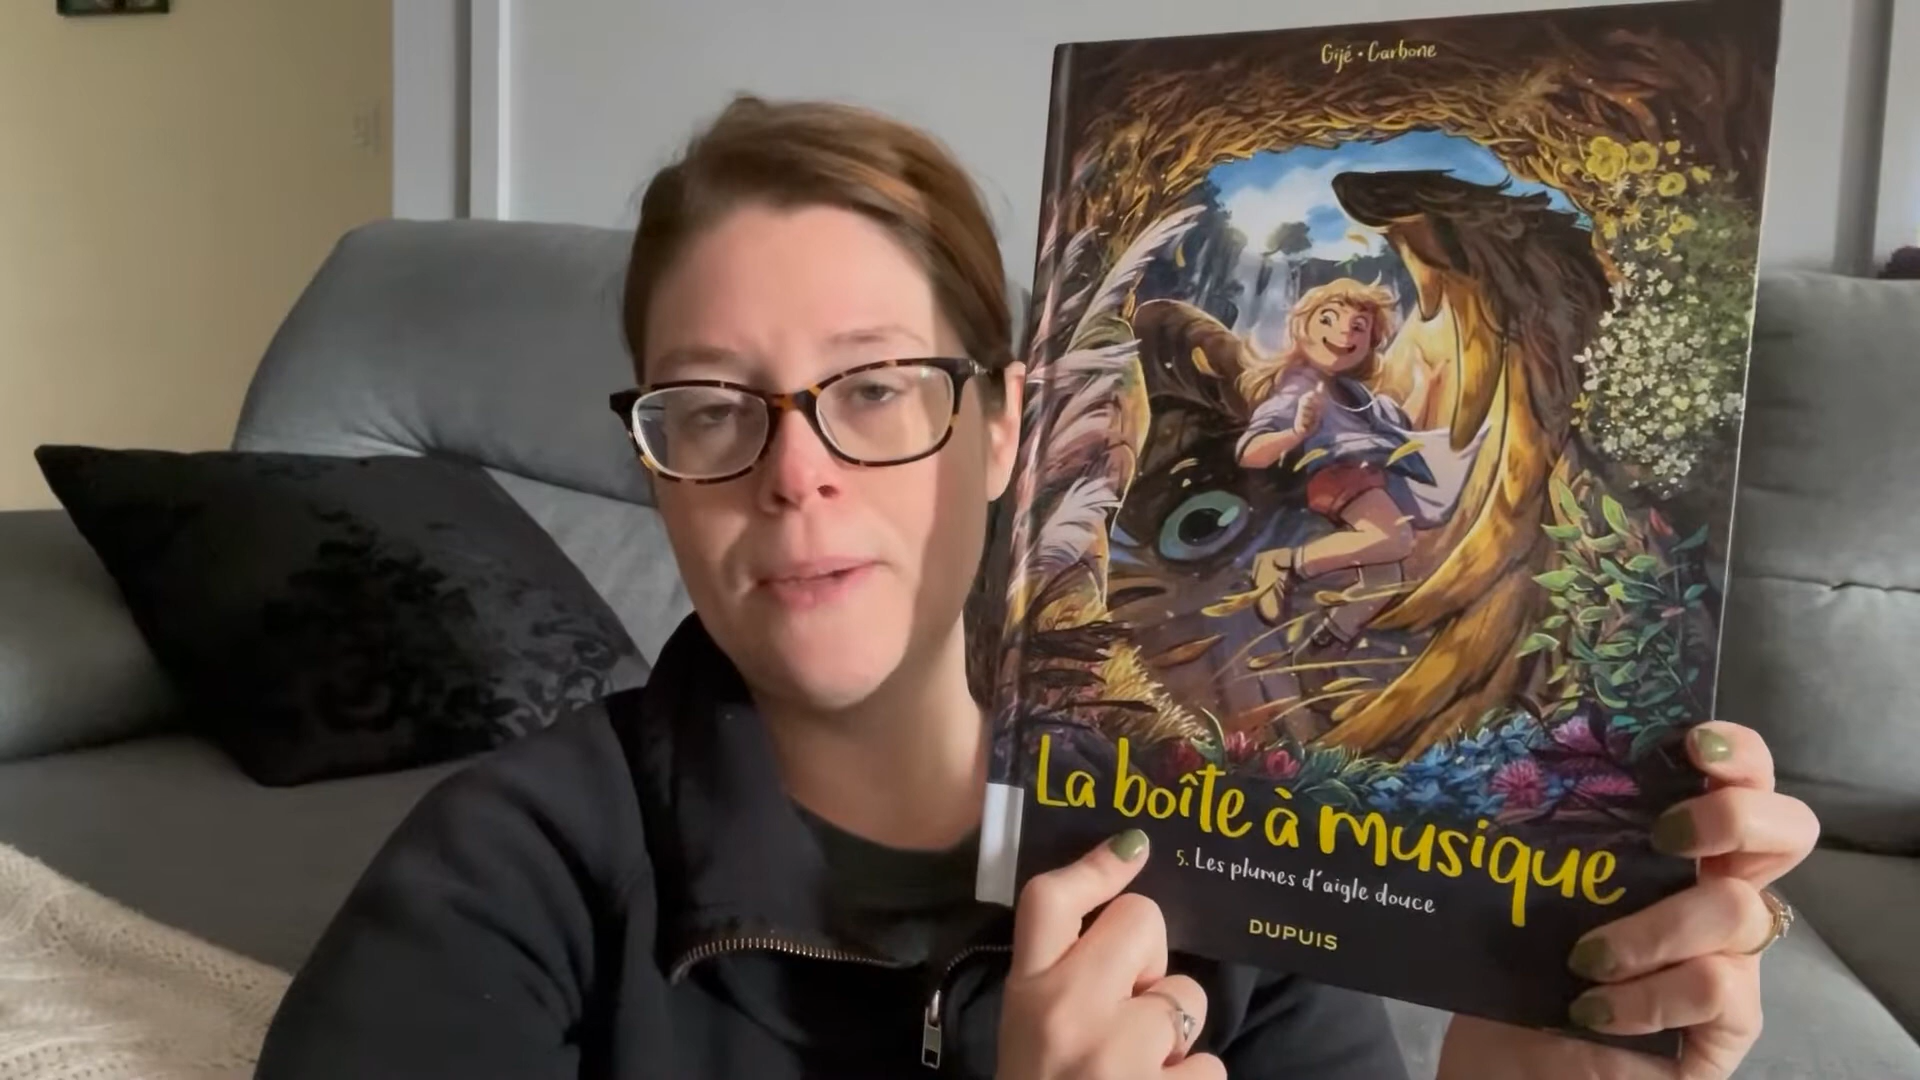 Gijé • Carbone
La boîte à musique
5. Les plumes d'aigle douce
DUPUIS